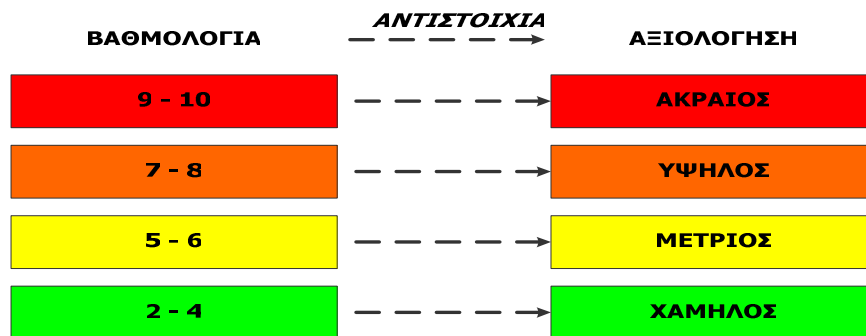 ΑΝΤΙΣΤΟΙΧΙΑ
ΒΑΘΜΟΛΟΓΙΑ ΑΞΙΟΛΟΓΗΣΗ
9 - 10 ΑΚΡΑΙΟΣ
7 - 8 ΥΨΗΛΟΣ
5 - 6 ΜΕΤΡΙΟΣ
2 - 4 ΧΑΜΗΛΟΣ